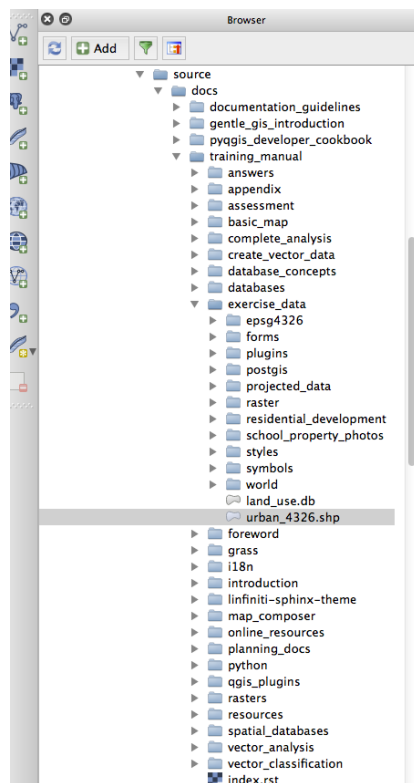 Browser
Add
source
docs
documentation_guidelines
gentle_gis_introduction
pyqgis_developer_cookbook
training_manual
answers
appendix
assessment
basic_map
complete_analysis
create_vector_data
database_concepts
databases
exercise_data
epsg4326
forms
plugins
postgis
projected_data
raster
residential_development
school_property_photos
styles
symbols
world
land_use.db
urban_4326.shp
foreword
grass
i18n
introduction
linfiniti-sphinx-theme
map_composer
online_resources
planning_docs
python
qgis_plugins
rasters
resources
spatial_databases
vector_analysis
vector_classification
index.rst